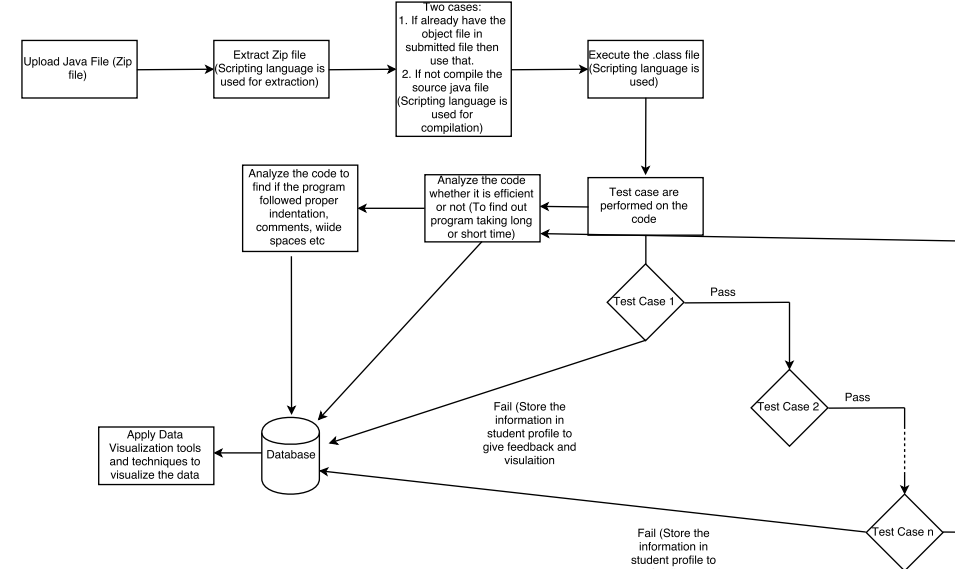 Upload Java File (Zip
file)
Extract Zip file
(Scripting language is
used for extraction)
Two cases:
1. If already have the
object file in
submitted file then
use that.
2. If not compile the
source java file
(Scripting language is
used for
compilation)
Execute the .class file
(Scripting language is
used)
Analyze the code to
find if the program
followed proper
indentation,
comments, wiide
spaces etc
Analyze the code
whether it is efficient
or not (To find out
program taking long
or short time)
Test case are
performed on the
code
Test Case 1
Pass
Test Case 2
Pass
Fail (Store the
information in
student profile to
give feedback and
visulaition
Apply Data
Visualization tools
and techniques to
visualize the data
Database
Test Case n
Fail (Store the
information in
student profile to